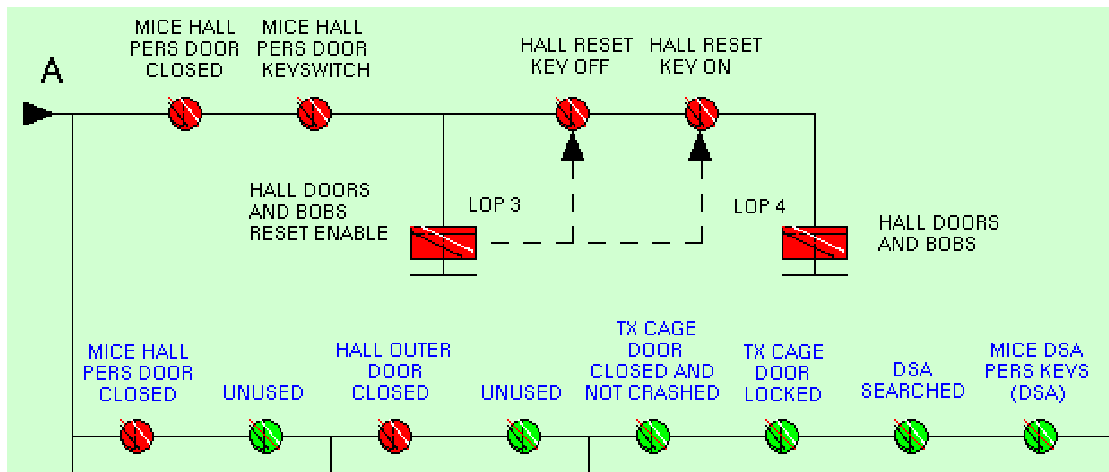 MICE HALL
PERS DOOR
CLOSED
MICE HALL
PERS DOOR
KEYSWITCH
HALL RESET
KEY OFF
HALL RESET
KEY ON
A
HALL DOORS
AND BOBS
RESET ENABLE
LOP 3
LOP 4
HALL DOORS
AND BOBS
MICE HALL
PERS DOOR
CLOSED
UNUSED
HALL OUTER
DOOR
CLOSED
UNUSED
TX CAGE
DOOR
CLOSED AND
NOT CRASHED
TX CAGE
DOOR
LOCKED
DSA
SEARCHED
MICE DSA
PERS KEYS
(DSA)